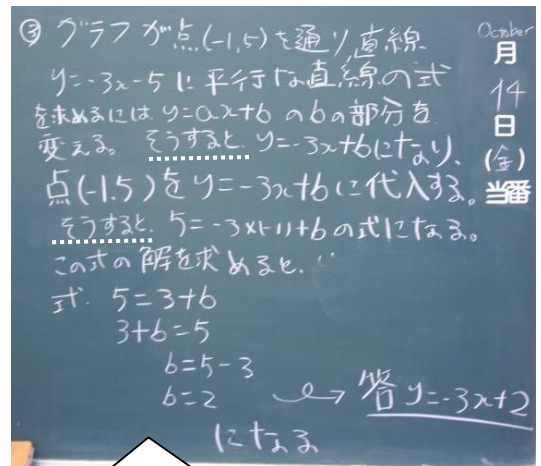 ③ グラフが点(-1,5)を通り,直線
y=-3x-5に平行な直線の式
を求めるには y=ax+bのbの部分を
変える。そうすると. y=-3x+bになり、
点(-1.5)をy=-3x+bに代入する。
そうすると. 5=-3×(-1)+bの式になる。
この式の解を求めると.
式. 5=3+b
3+b=5
b=5-3
b=2
答 y=-3x+2
になる
October
月
14
日
(金)
当番